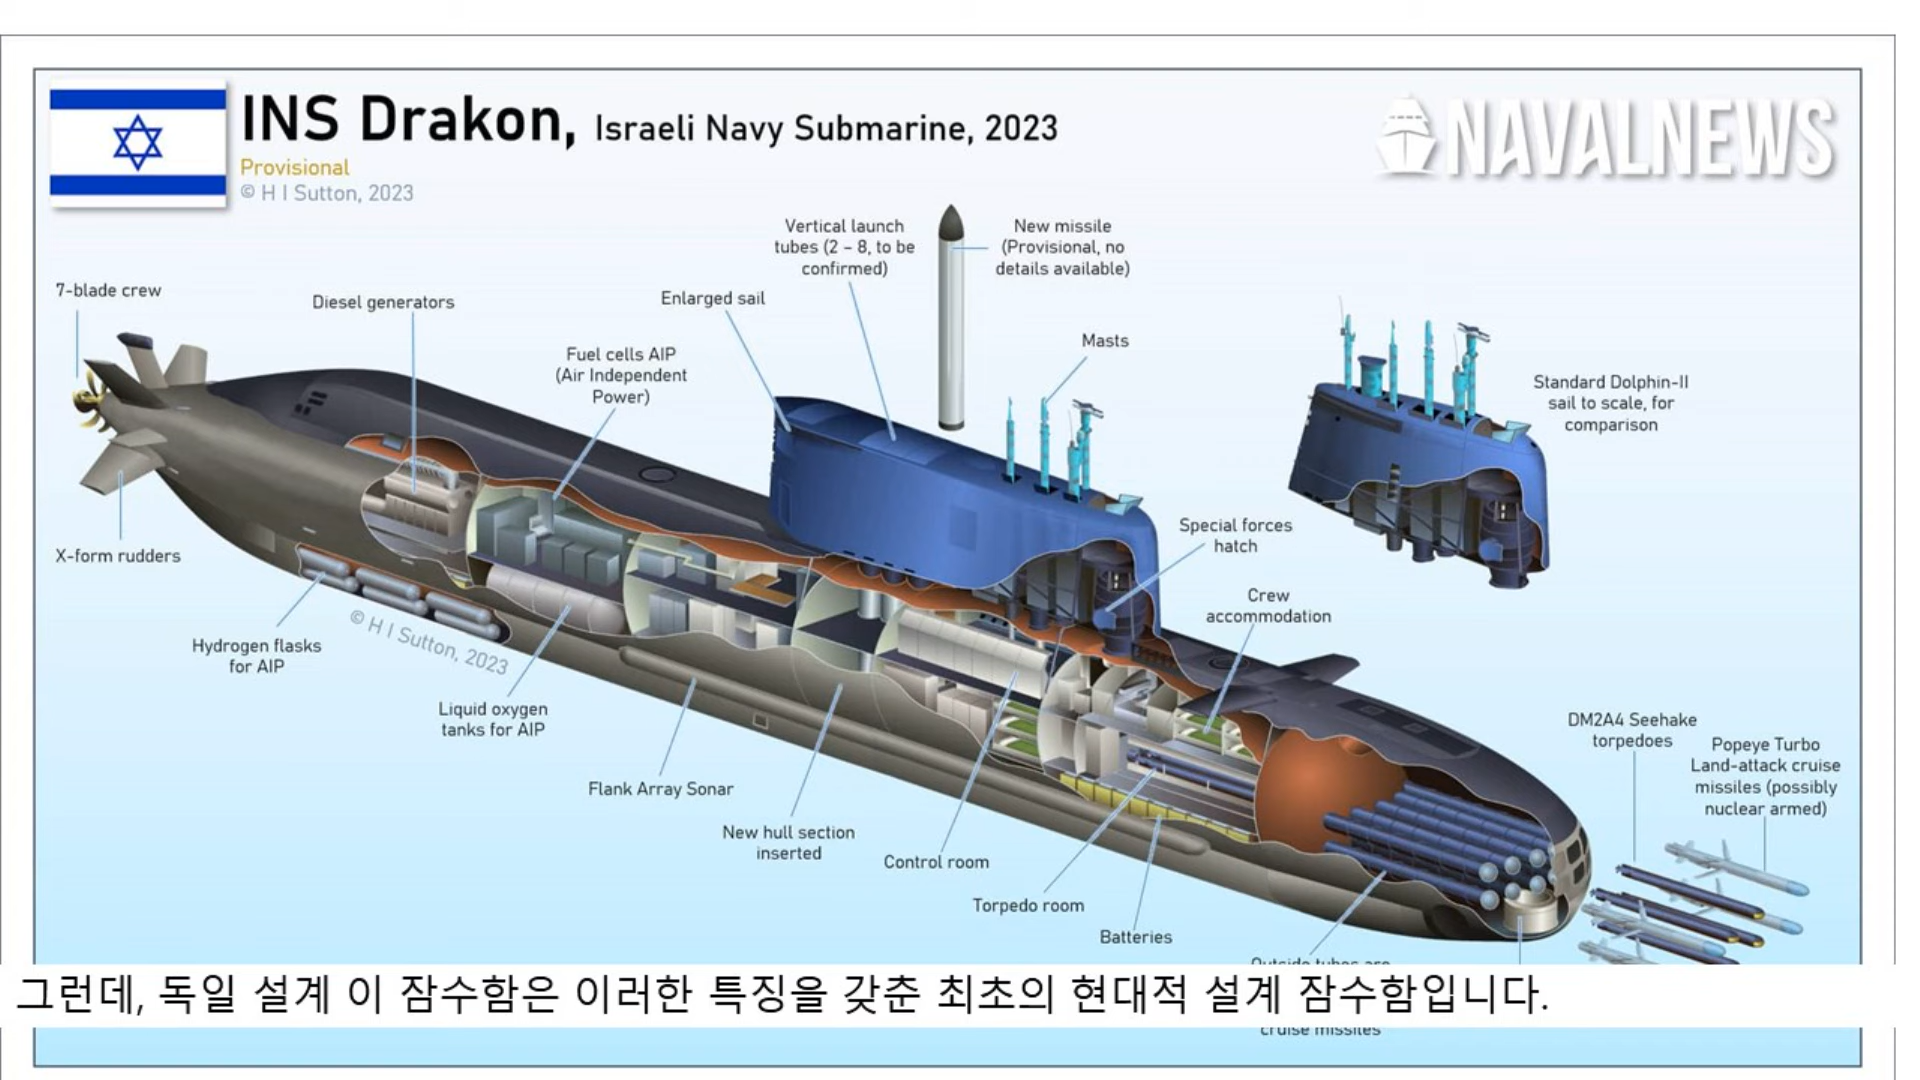 INS Drakon, Israeli Navy Submarine, 2023
Provisional
© H I Sutton, 2023
NAVALNEWS
Vertical launch
tubes (2 – 8, to be
confirmed)
New missile
(Provisional, no
details available)
7-blade crew
Diesel generators
Enlarged sail
Fuel cells AIP
(Air Independent
Power)
Masts
Standard Dolphin-II
sail to scale, for
comparison
Special forces
hatch
X-form rudders
Crew
accommodation
Hydrogen flasks
for AIP
© H I Sutton, 2023
Liquid oxygen
tanks for AIP
DM2A4 Seehake
torpedoes
Popeye Turbo
Land-attack cruise
missiles (possibly
nuclear armed)
Flank Array Sonar
New hull section
inserted
Control room
Torpedo room
Batteries
Outside tubes are
그런데, 독일 설계 이 잠수함은 이러한 특징을 갖춘 최초의 현대적 설계 잠수함입니다.
cruise missiles